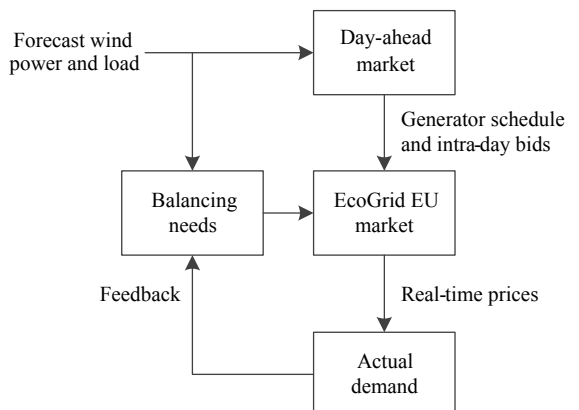 Forecast wind
power and load
Day-ahead
market
Generator schedule
and intra-day bids
Balancing
needs
EcoGrid EU
market
Feedback
Real-time prices
Actual
demand